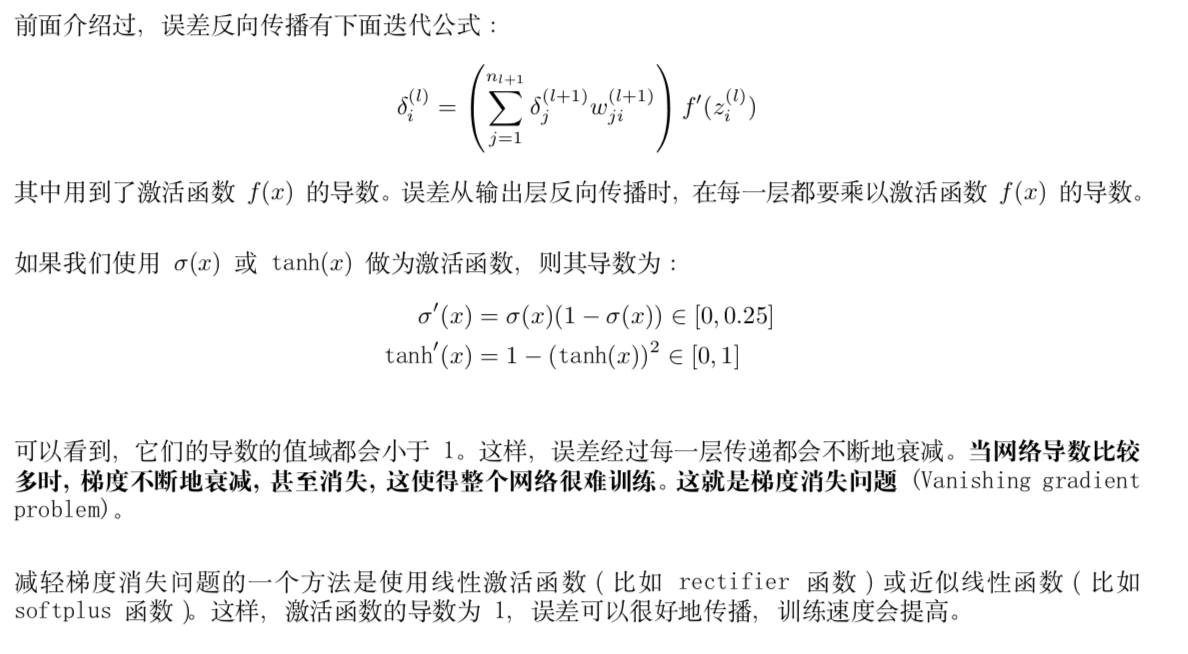 前面介绍过，误差反向传播有下面迭代公式：
δ_i^{(l)} = ( ∑_{j=1}^{n_{l+1}} δ_j^{(l+1)} w_{ji}^{(l+1)} ) f′(z_i^{(l)})
其中用到了激活函数 f(x) 的导数。误差从输出层反向传播时，在每一层都要乘以激活函数 f(x) 的导数。
如果我们使用 σ(x) 或 tanh(x) 做为激活函数，则其导数为：
σ′(x) = σ(x)(1 − σ(x)) ∈ [0, 0.25]
tanh′(x) = 1 − (tanh(x))² ∈ [0, 1]
可以看到，它们的导数的值域都会小于 1。这样，误差经过每一层传递都会不断地衰减。当网络导数比较
多时，梯度不断地衰减，甚至消失，这使得整个网络很难训练。这就是梯度消失问题（Vanishing gradient
problem）。
减轻梯度消失问题的一个方法是使用线性激活函数（比如 rectifier 函数）或近似线性函数（比如
softplus 函数）。这样，激活函数的导数为 1，误差可以很好地传播，训练速度会提高。